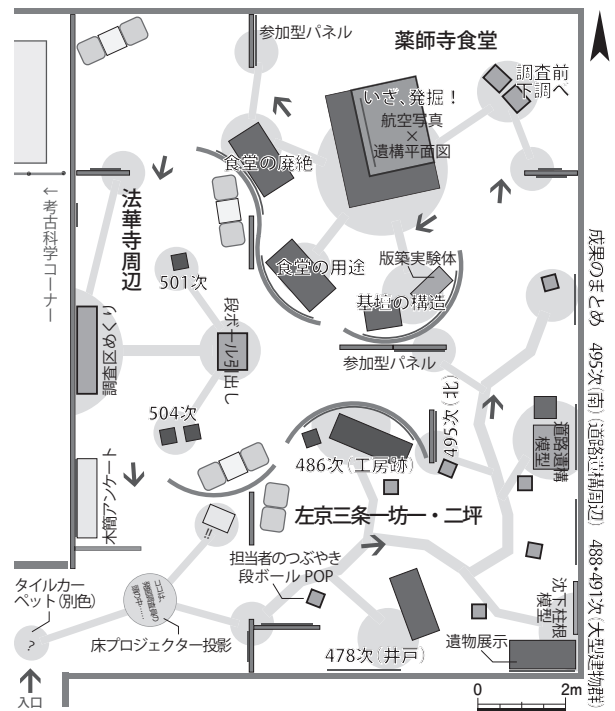 参加型パネル
薬師寺食堂
調査前
下調べ
いざ、発掘！
航空写真
×
遺構平面図
食堂の廃絶
←考古科学コーナー
法華寺周辺
501次
食堂の用途
版築実験体
基壇の構造
参加型パネル
調査区めくり
段ボール引出し
504次
495次(北)
486次(工房跡)
道路遺構
模型
木簡アンケート
左京三条一坊一・二坪
!!
担当者のつぶやき
段ボール POP
タイルカー
ペット(別色)
?
入口
床プロジェクター投影
478次(井戸)
遺物展示
沈下柱根
模型
成果のまとめ　495次(南)(道路遺構周辺)　488・491次(大型建物群)
0
2m